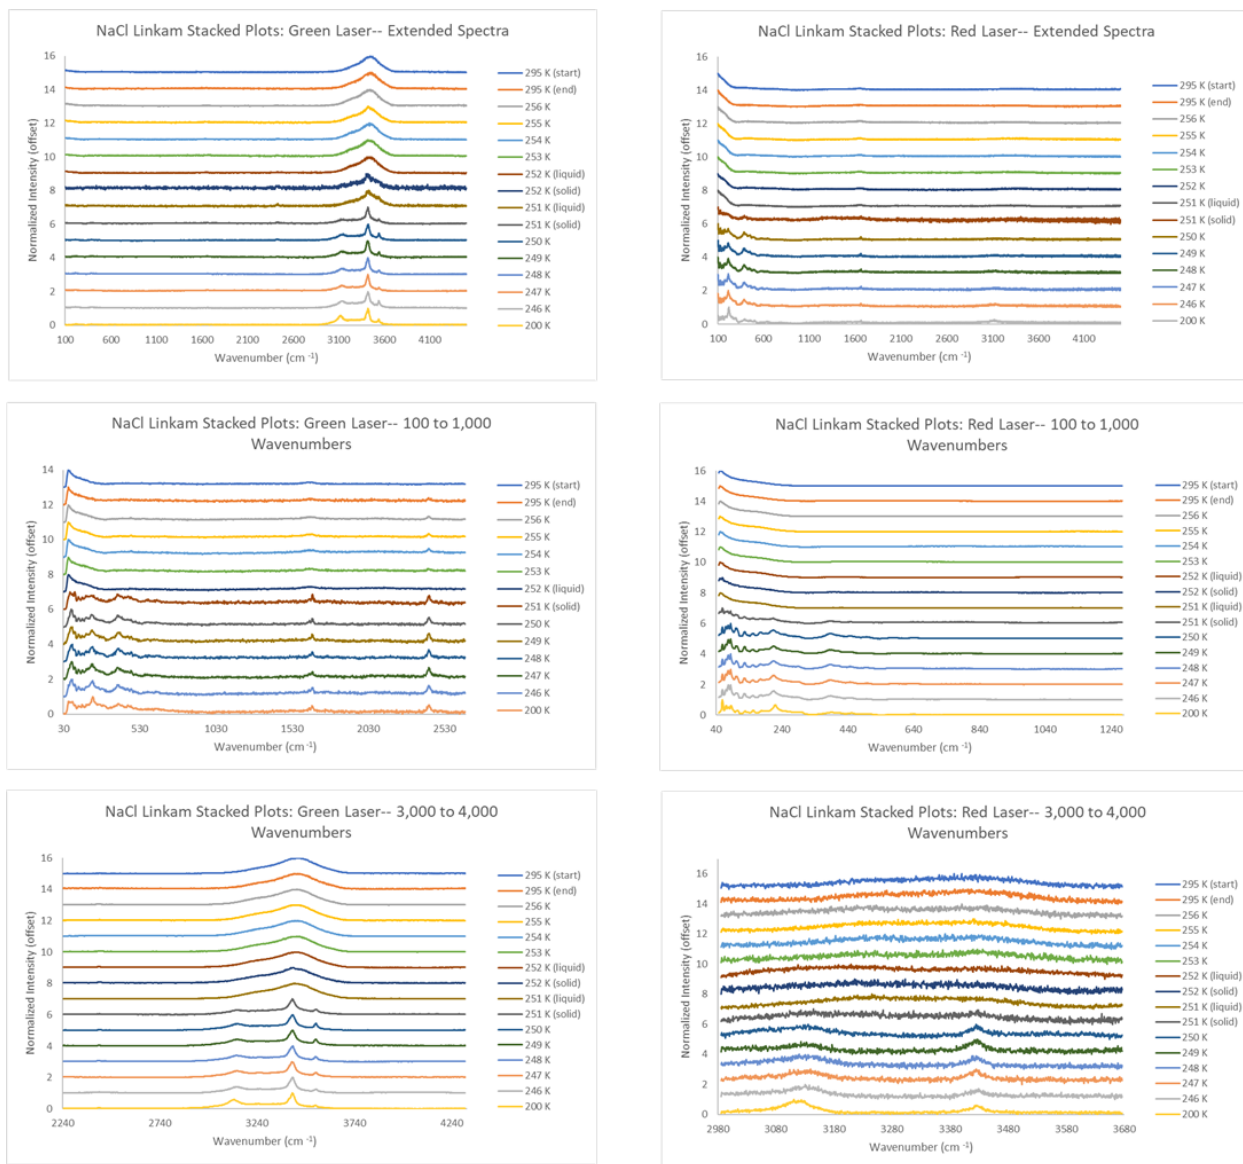 NaCl Linkam Stacked Plots: Green Laser-- Extended Spectra
Normalized Intensity (offset)
16
14
12
10
8
6
4
2
0
100 600 1100 1600 2100 2600 3100 3600 4100
Wavenumber (cm -1)
295 K (start)
295 K (end)
256 K
255 K
254 K
253 K
252 K (liquid)
252 K (solid)
251 K (liquid)
251 K (solid)
250 K
249 K
248 K
247 K
246 K
200 K
NaCl Linkam Stacked Plots: Red Laser-- Extended Spectra
Normalized Intensity (offset)
16
14
12
10
8
6
4
2
0
100 600 1100 1600 2100 2600 3100 3600 4100
Wavenumber (cm -1)
295 K (start)
295 K (end)
256 K
255 K
254 K
253 K
252 K
251 K (liquid)
251 K (solid)
250 K
249 K
248 K
247 K
246 K
200 K
NaCl Linkam Stacked Plots: Green Laser-- 100 to 1,000
Wavenumbers
Normalized Intensity (offset)
14
12
10
8
6
4
2
0
30 530 1030 1530 2030 2530
Wavenumber (cm -1)
295 K (start)
295 K (end)
256 K
255 K
254 K
253 K
252 K (liquid)
251 K (solid)
250 K
249 K
248 K
247 K
246 K
200 K
NaCl Linkam Stacked Plots: Red Laser-- 100 to 1,000
Wavenumbers
Normalized Intensity (offset)
16
14
12
10
8
6
4
2
0
40 240 440 640 840 1040 1240
Wavenumber (cm -1)
295 K (start)
295 K (end)
256 K
255 K
254 K
253 K
252 K (liquid)
252 K (solid)
251 K (liquid)
251 K (solid)
250 K
249 K
248 K
247 K
246 K
200 K
NaCl Linkam Stacked Plots: Green Laser-- 3,000 to 4,000
Wavenumbers
Normalized Intensity (offset)
16
14
12
10
8
6
4
2
0
2240 2740 3240 3740 4240
Wavenumber (cm -1)
295 K (start)
295 K (end)
256 K
255 K
254 K
253 K
252 K (liquid)
252 K (solid)
251 K (liquid)
251 K (solid)
250 K
249 K
248 K
247 K
246 K
200 K
NaCl Linkam Stacked Plots: Red Laser-- 3,000 to 4,000
Wavenumbers
Normalized Intensity (offset)
16
14
12
10
8
6
4
2
0
2980 3080 3180 3280 3380 3480 3580 3680
Wavenumber (cm -1)
295 K (start)
295 K (end)
256 K
255 K
254 K
253 K
252 K (liquid)
252 K (solid)
251 K (liquid)
251 K (solid)
250 K
249 K
248 K
247 K
246 K
200 K